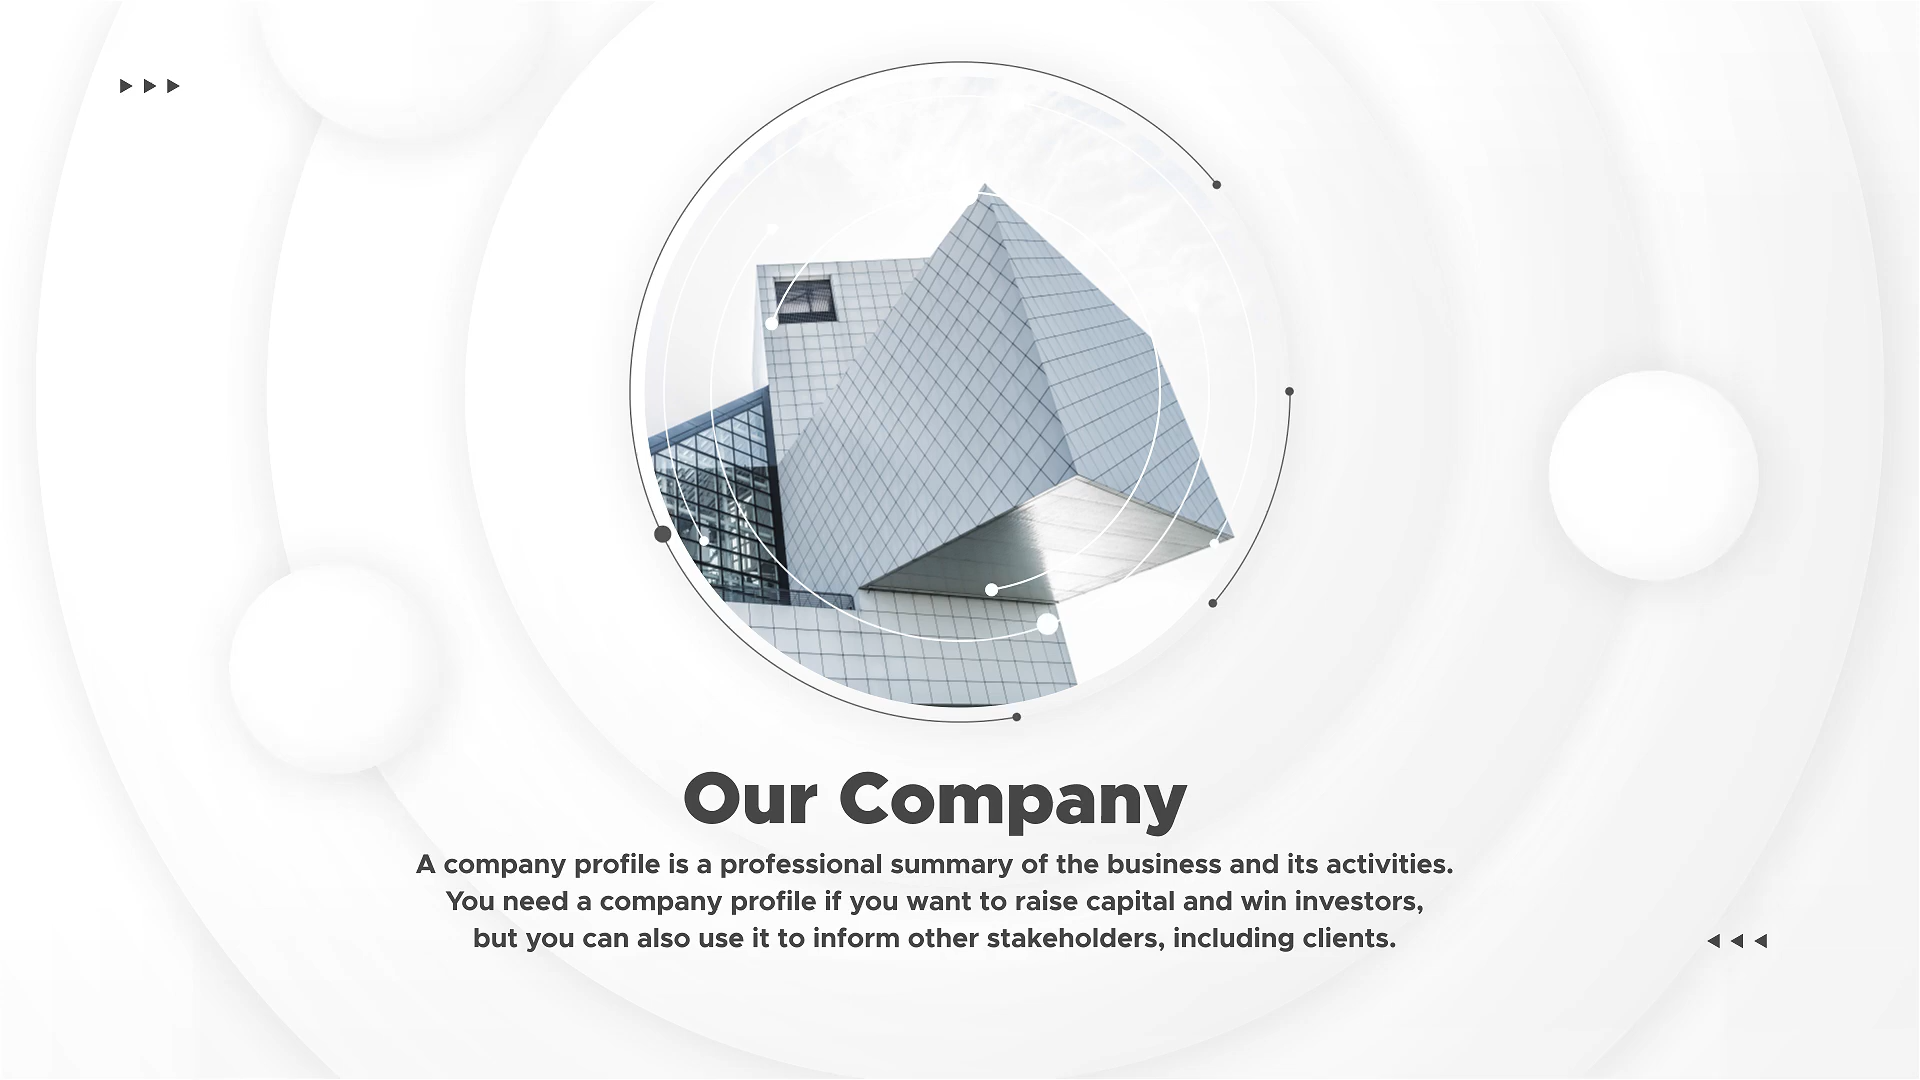 Our Company
A company profile is a professional summary of the business and its activities.
You need a company profile if you want to raise capital and win investors,
but you can also use it to inform other stakeholders, including clients.